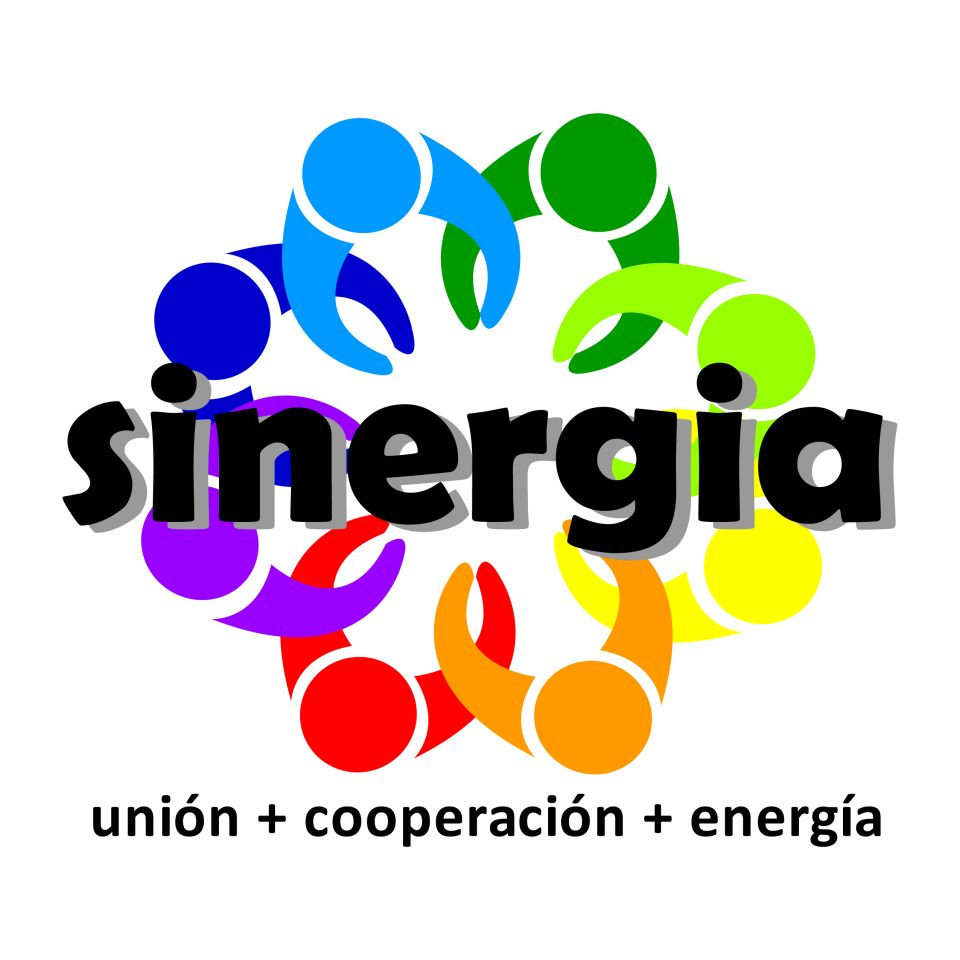 sinergia
unión + cooperación + energía